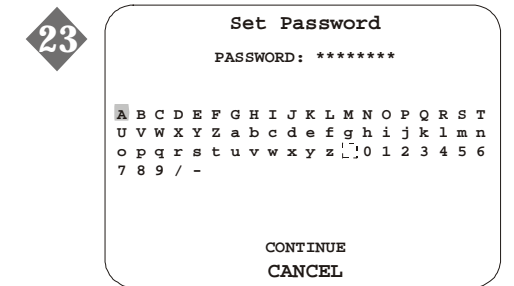 23
Set Password
PASSWORD: ********
A B C D E F G H I J K L M N O P Q R S T
U V W X Y Z a b c d e f g h i j k l m n
o p q r s t u v w x y z 0 1 2 3 4 5 6
7 8 9 / -
CONTINUE
CANCEL